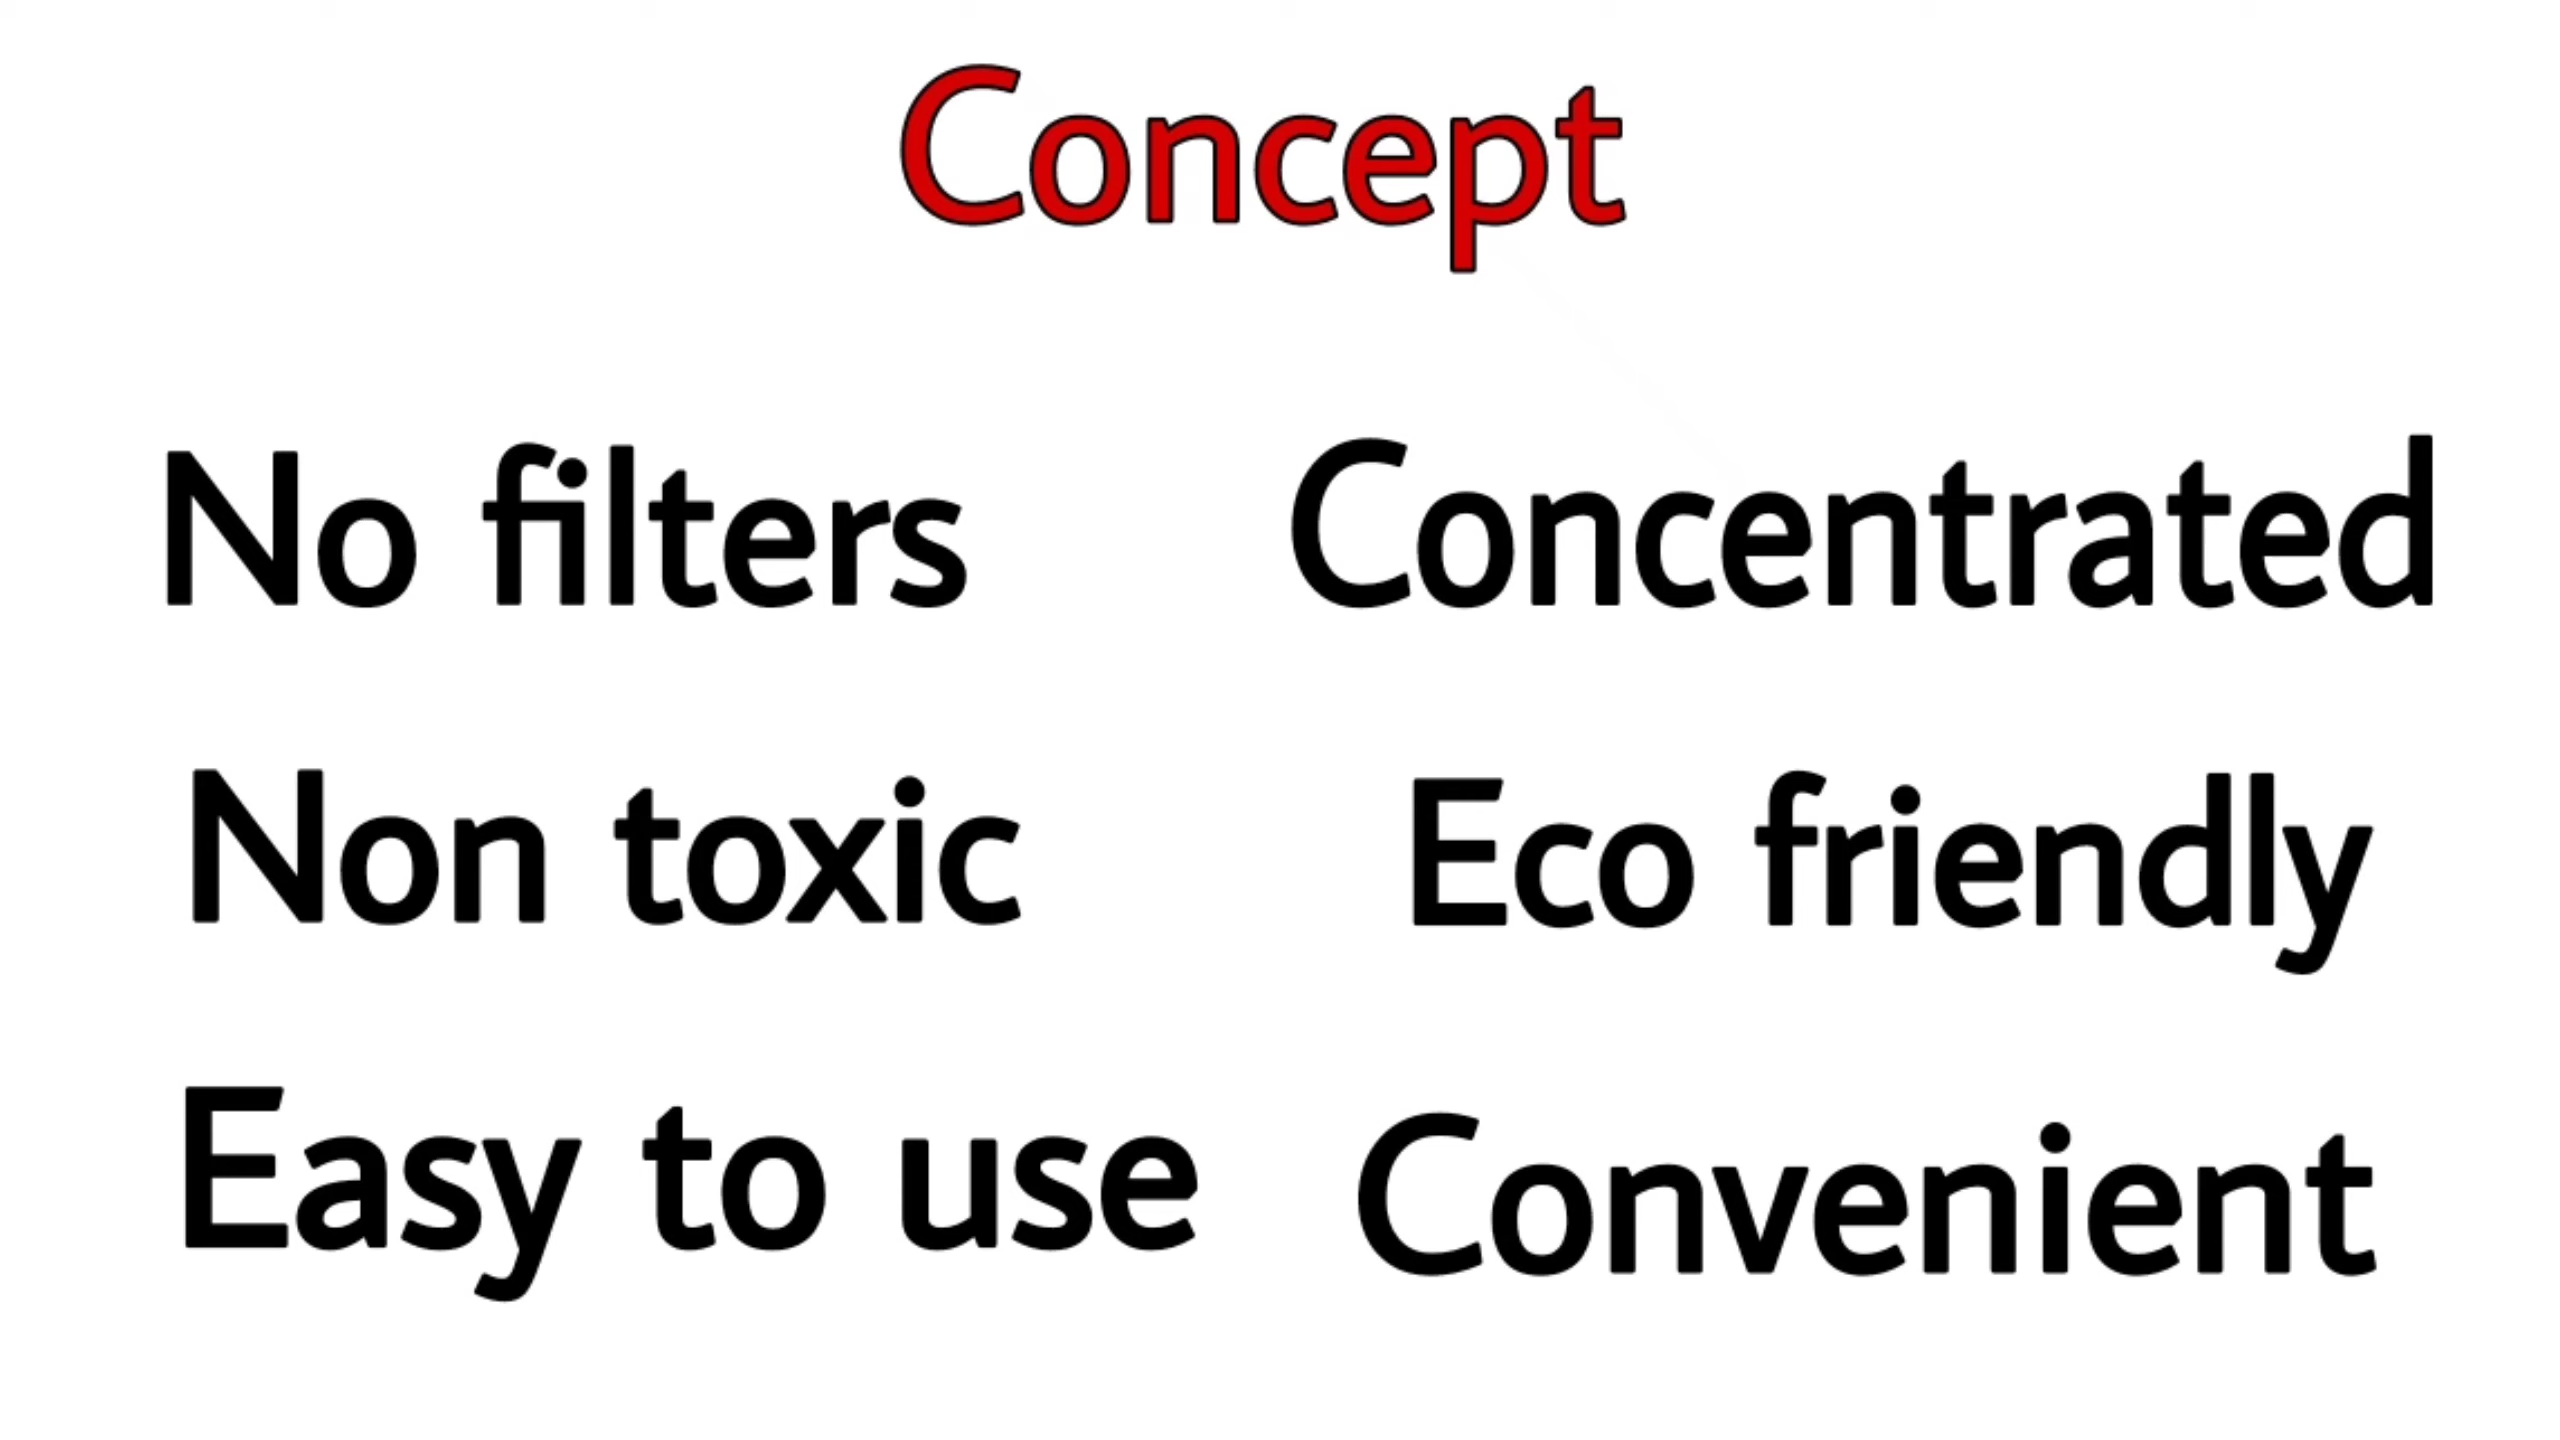 Concept
No filters
Concentrated
Non toxic
Eco friendly
Easy to use
Convenient